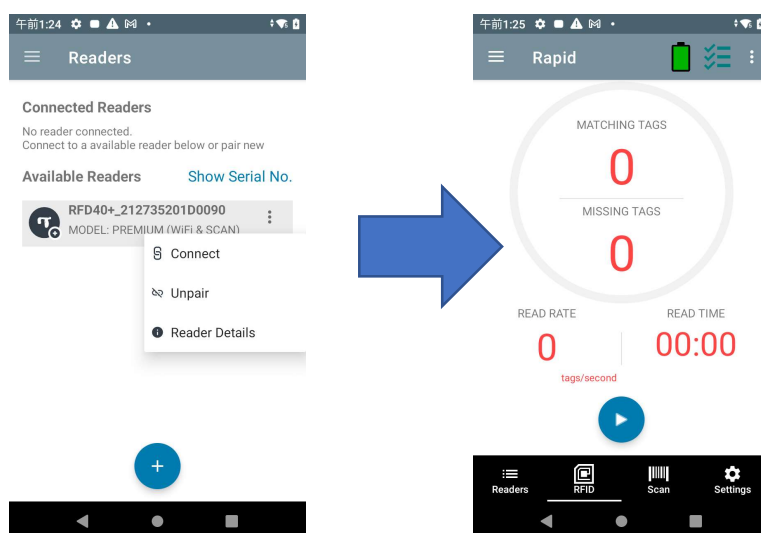 午前1:24
Readers
Connected Readers
No reader connected.
Connect to a available reader below or pair new
Available Readers Show Serial No.
RFD40+_212735201D0090
MODEL: PREMIUM (WiFi & SCAN)
Connect
Unpair
Reader Details
午前1:25
Rapid
MATCHING TAGS
0
MISSING TAGS
0
READ RATE READ TIME
0 00:00
tags/second
Readers RFID Scan Settings